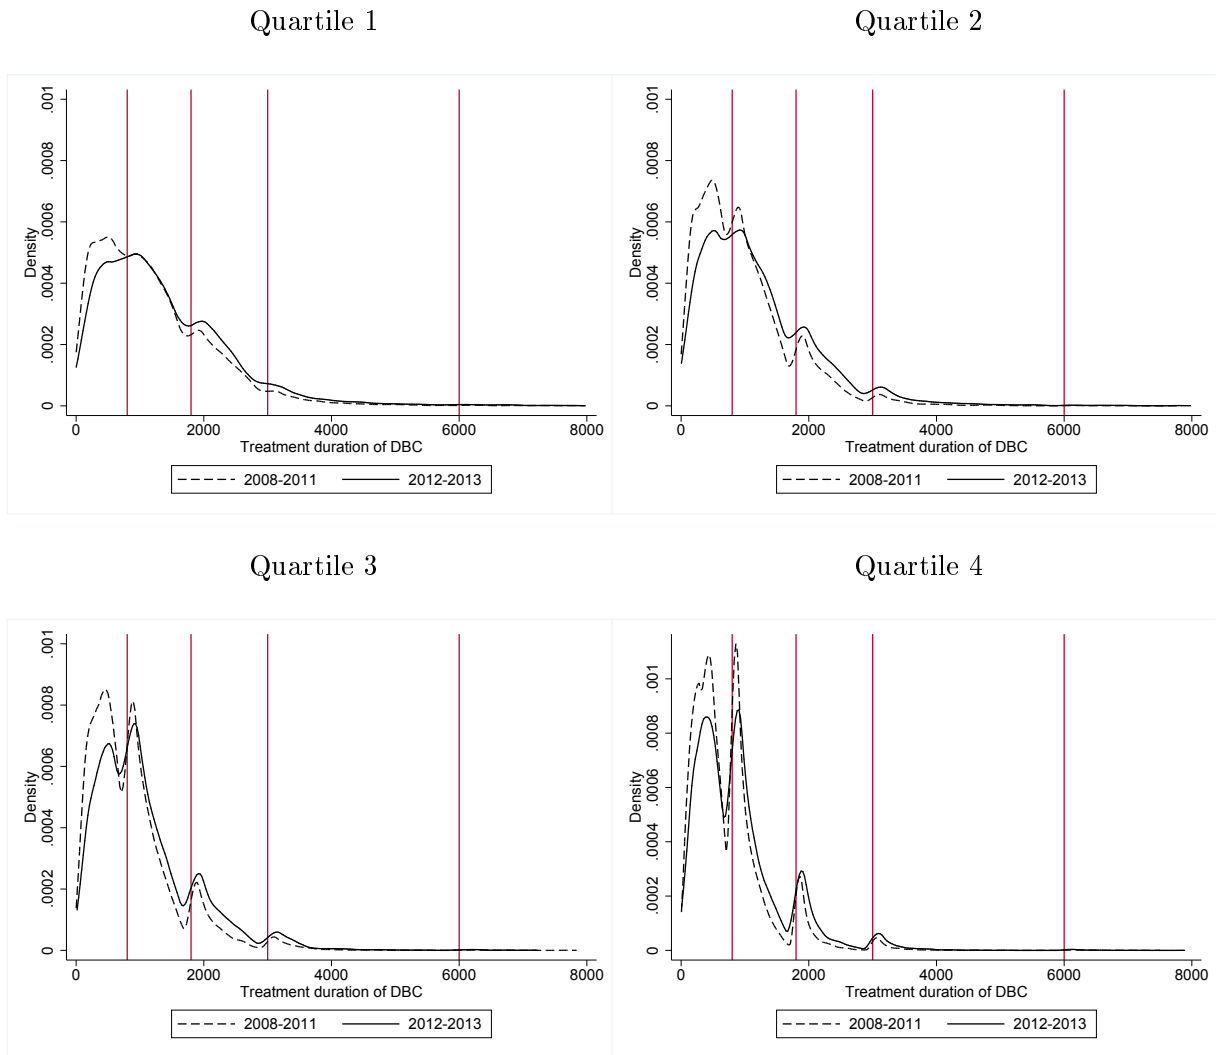 Quartile 1
Quartile 2
Density
0 .0002 .0004 .0006 .0008 .001
0 2000 4000 6000 8000
Treatment duration of DBC
2008-2011 2012-2013
Density
0 .0002 .0004 .0006 .0008 .001
0 2000 4000 6000 8000
Treatment duration of DBC
2008-2011 2012-2013
Quartile 3
Quartile 4
Density
0 .0002 .0004 .0006 .0008 .001
0 2000 4000 6000 8000
Treatment duration of DBC
2008-2011 2012-2013
Density
0 .0002 .0004 .0006 .0008 .001
0 2000 4000 6000 8000
Treatment duration of DBC
2008-2011 2012-2013